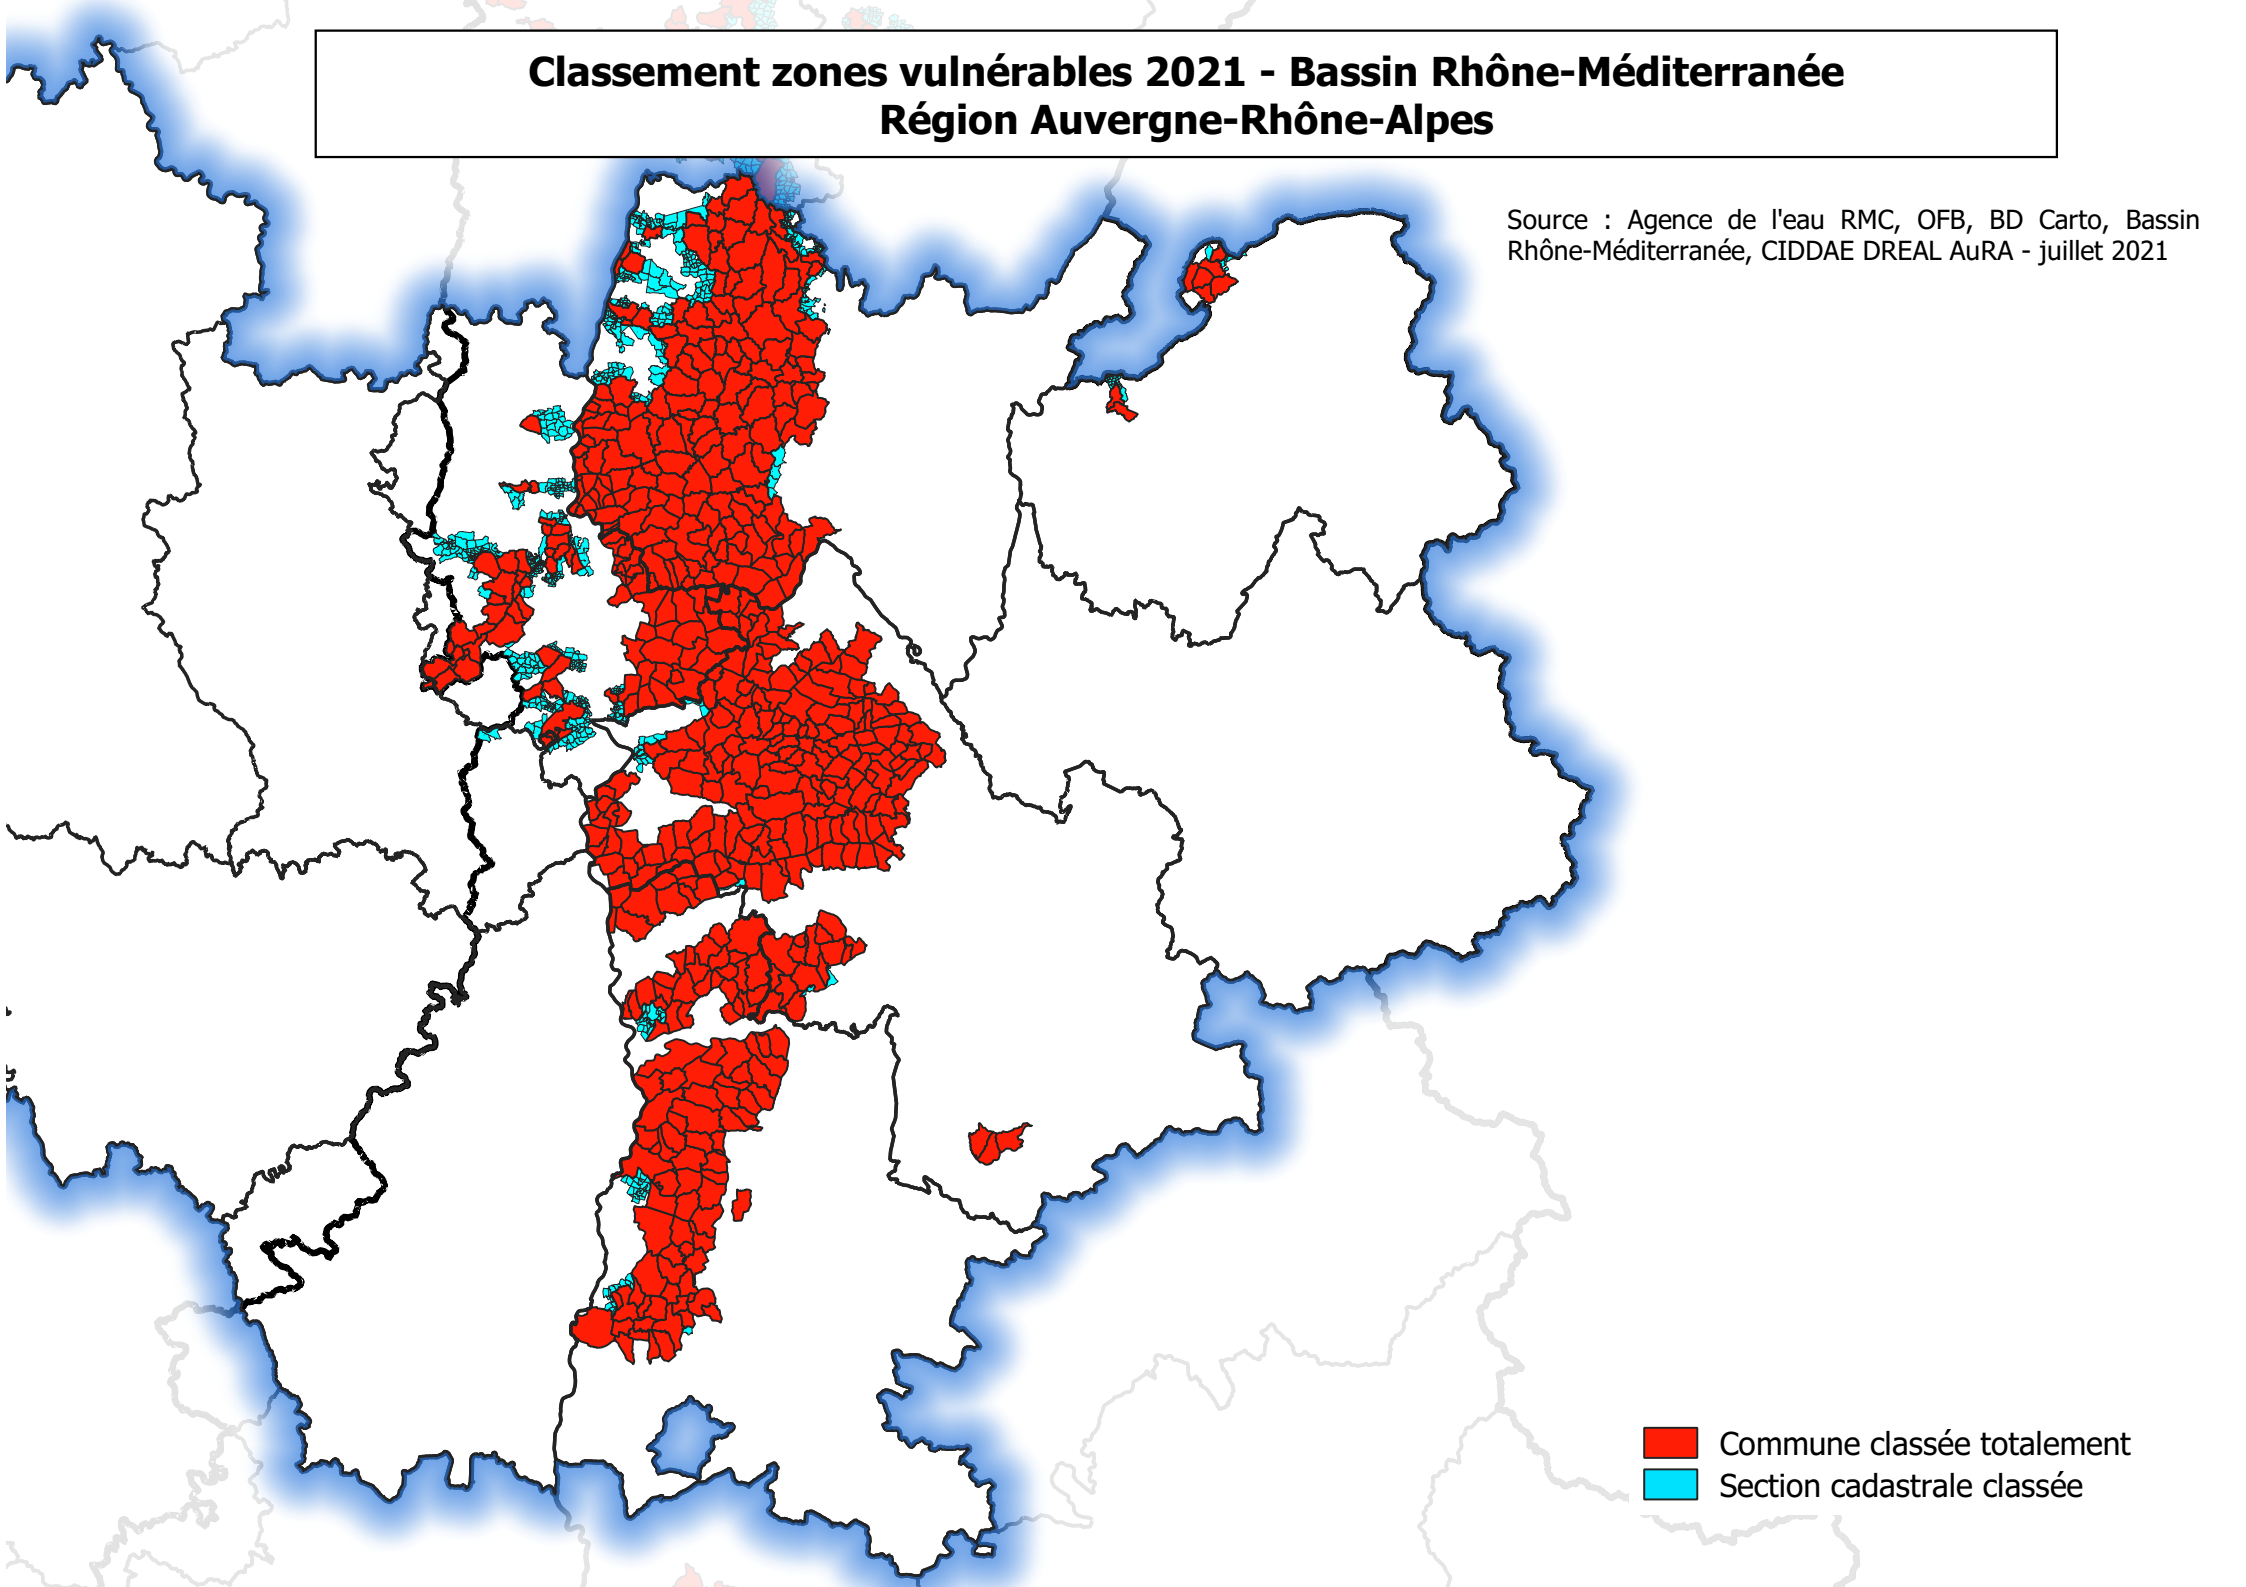 Classement zones vulnérables 2021 - Bassin Rhône-Méditerranée
Région Auvergne-Rhône-Alpes
Source : Agence de l'eau RMC, OFB, BD Carto, Bassin
Rhône-Méditerranée, CIDDAE DREAL AuRA - juillet 2021
Commune classée totalement
Section cadastrale classée